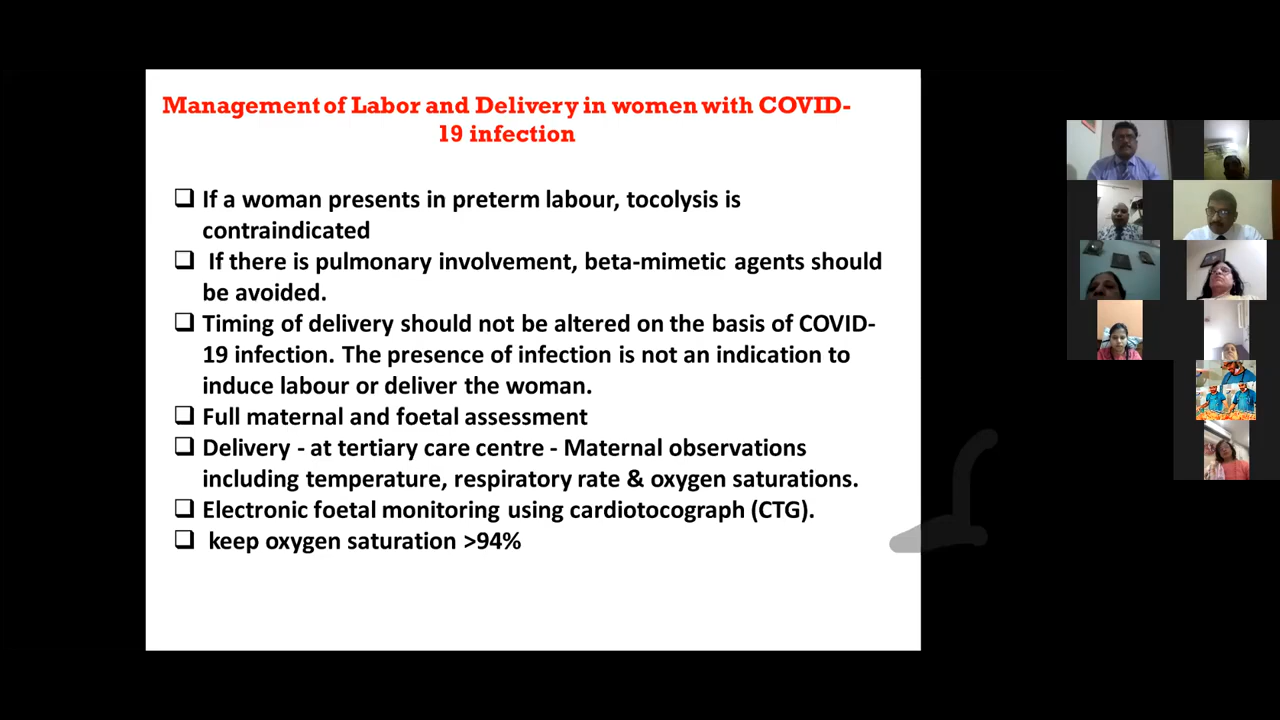 Management of Labor and Delivery in women with COVID-
19 infection
If a woman presents in preterm labour, tocolysis is
contraindicated
If there is pulmonary involvement, beta-mimetic agents should
be avoided.
Timing of delivery should not be altered on the basis of COVID-
19 infection. The presence of infection is not an indication to
induce labour or deliver the woman.
Full maternal and foetal assessment
Delivery - at tertiary care centre - Maternal observations
including temperature, respiratory rate & oxygen saturations.
Electronic foetal monitoring using cardiotocograph (CTG).
keep oxygen saturation >94%